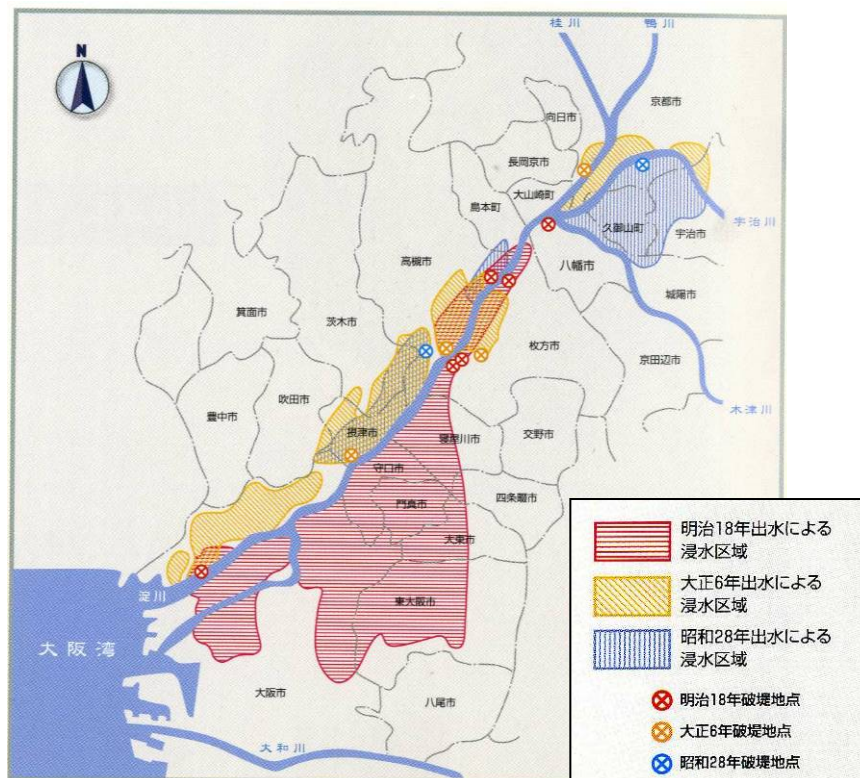 N
桂川
鴨川
京都市
向日市
長岡京市
大山崎町
島本町
久御山町
宇治川
宇治市
高槻市
八幡市
城陽市
箕面市
茨木市
枚方市
京田辺市
吹田市
豊中市
木津川
摂津市
寝屋川市
交野市
守口市
門真市
四条畷市
大東市
淀川
東大阪市
大阪湾
大阪市
八尾市
大和川
明治18年出水による
浸水区域
大正6年出水による
浸水区域
昭和28年出水による
浸水区域
明治18年破堤地点
大正6年破堤地点
昭和28年破堤地点